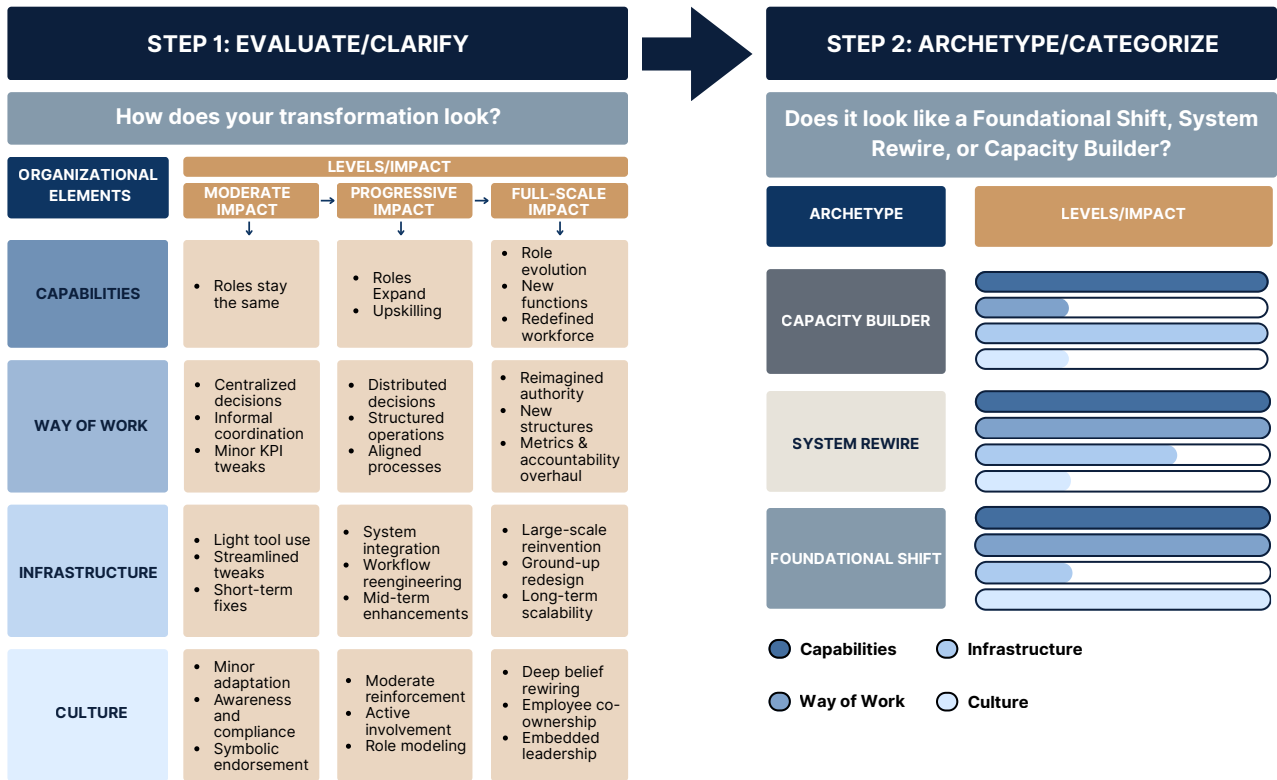 STEP 1: EVALUATE/CLARIFY
How does your transformation look?
ORGANIZATIONAL
ELEMENTS
LEVELS/IMPACT
MODERATE
IMPACT
PROGRESSIVE
IMPACT
FULL-SCALE
IMPACT
CAPABILITIES
• Roles stay
the same
• Roles
Expand
• Upskilling
• Role
evolution
• New
functions
• Redefined
workforce
WAY OF WORK
• Centralized
decisions
• Informal
coordination
• Minor KPI
tweaks
• Distributed
decisions
• Structured
operations
• Aligned
processes
• Reimagined
authority
• New
structures
• Metrics &
accountability
overhaul
INFRASTRUCTURE
• Light tool use
• Streamlined
tweaks
• Short-term
fixes
• System
integration
• Workflow
reengineering
• Mid-term
enhancements
• Large-scale
reinvention
• Ground-up
redesign
• Long-term
scalability
CULTURE
• Minor
adaptation
• Awareness
and
compliance
• Symbolic
endorsement
• Moderate
reinforcement
• Active
involvement
• Role modeling
• Deep belief
rewiring
• Employee co-
ownership
• Embedded
leadership
STEP 2: ARCHETYPE/CATEGORIZE
Does it look like a Foundational Shift, System
Rewire, or Capacity Builder?
ARCHETYPE
LEVELS/IMPACT
CAPACITY BUILDER
SYSTEM REWIRE
FOUNDATIONAL SHIFT
Capabilities
Infrastructure
Way of Work
Culture